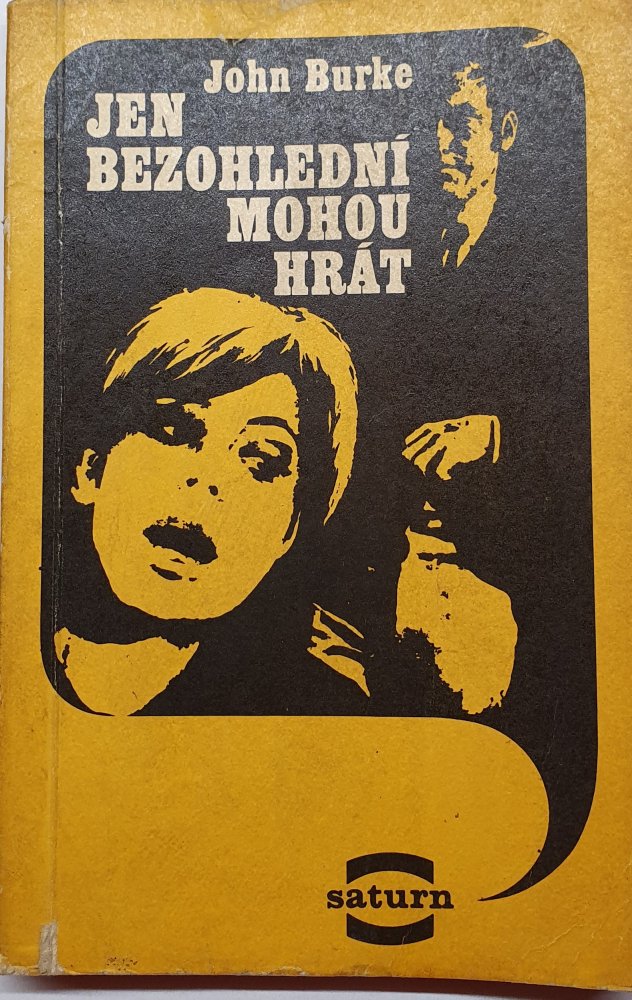 John Burke
JEN
BEZOHLEDNÍ
MOHOU
HRÁT
saturn